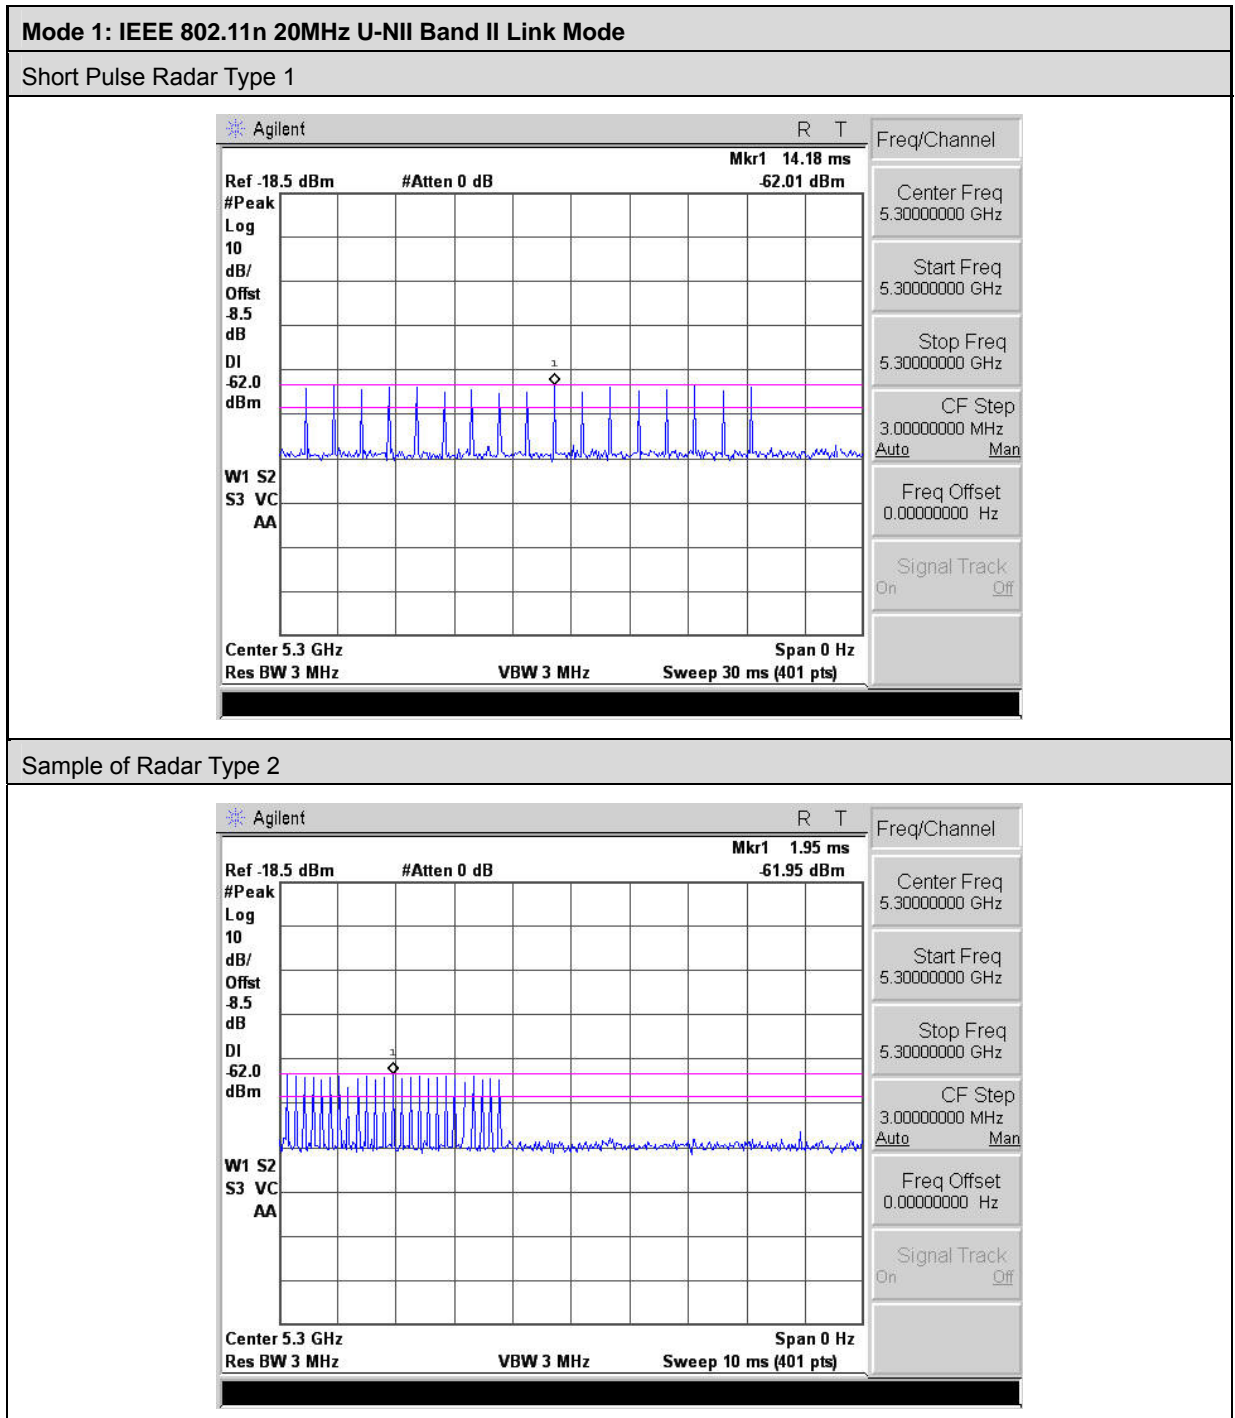 Mode 1: IEEE 802.11n 20MHz U-NII Band II Link Mode
Short Pulse Radar Type 1
Agilent R T
Freq/Channel
Mkr1 14.18 ms
Ref -18.5 dBm #Atten 0 dB -62.01 dBm
#Peak
Log
10
dB/
Offst
-8.5
dB
DI
-62.0
dBm
1
W1 S2
S3 VC
AA
Center 5.3 GHz Span 0 Hz
Res BW 3 MHz VBW 3 MHz Sweep 30 ms (401 pts)
Center Freq
5.30000000 GHz
Start Freq
5.30000000 GHz
Stop Freq
5.30000000 GHz
CF Step
3.00000000 MHz
Auto Man
Freq Offset
0.00000000 Hz
Signal Track
On Off
Sample of Radar Type 2
Agilent R T
Freq/Channel
Mkr1 1.95 ms
Ref -18.5 dBm #Atten 0 dB -61.95 dBm
#Peak
Log
10
dB/
Offst
-8.5
dB
DI
-62.0
dBm
1
W1 S2
S3 VC
AA
Center 5.3 GHz Span 0 Hz
Res BW 3 MHz VBW 3 MHz Sweep 10 ms (401 pts)
Center Freq
5.30000000 GHz
Start Freq
5.30000000 GHz
Stop Freq
5.30000000 GHz
CF Step
3.00000000 MHz
Auto Man
Freq Offset
0.00000000 Hz
Signal Track
On Off